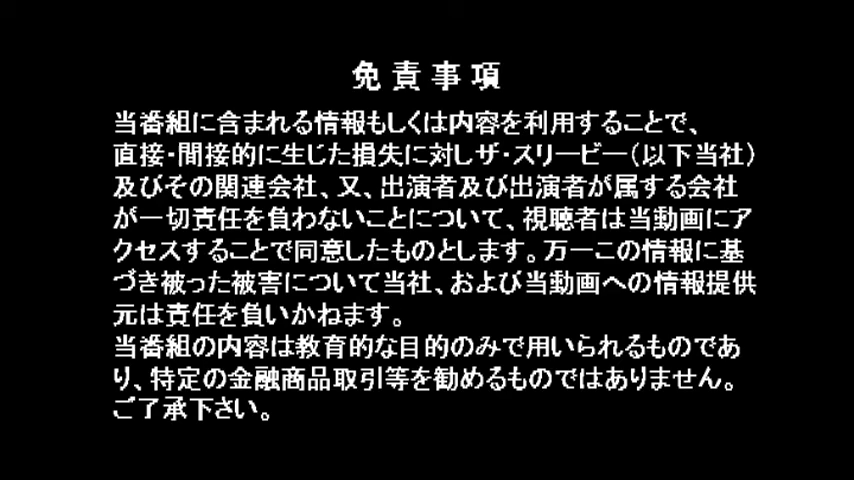 免責事項
当番組に含まれる情報もしくは内容を利用することで、
直接・間接的に生じた損失に対しザ・スリービー（以下当社）
及びその関連会社、又、出演者及び出演者が属する会社
が一切責任を負わないことについて、視聴者は当動画にア
クセスすることで同意したものとします。万一この情報に基
づき被った被害について当社、および当動画への情報提供
元は責任を負いかねます。
当番組の内容は教育的な目的のみで用いられるものであ
り、特定の金融商品取引等を勧めるものではありません。
ご了承下さい。